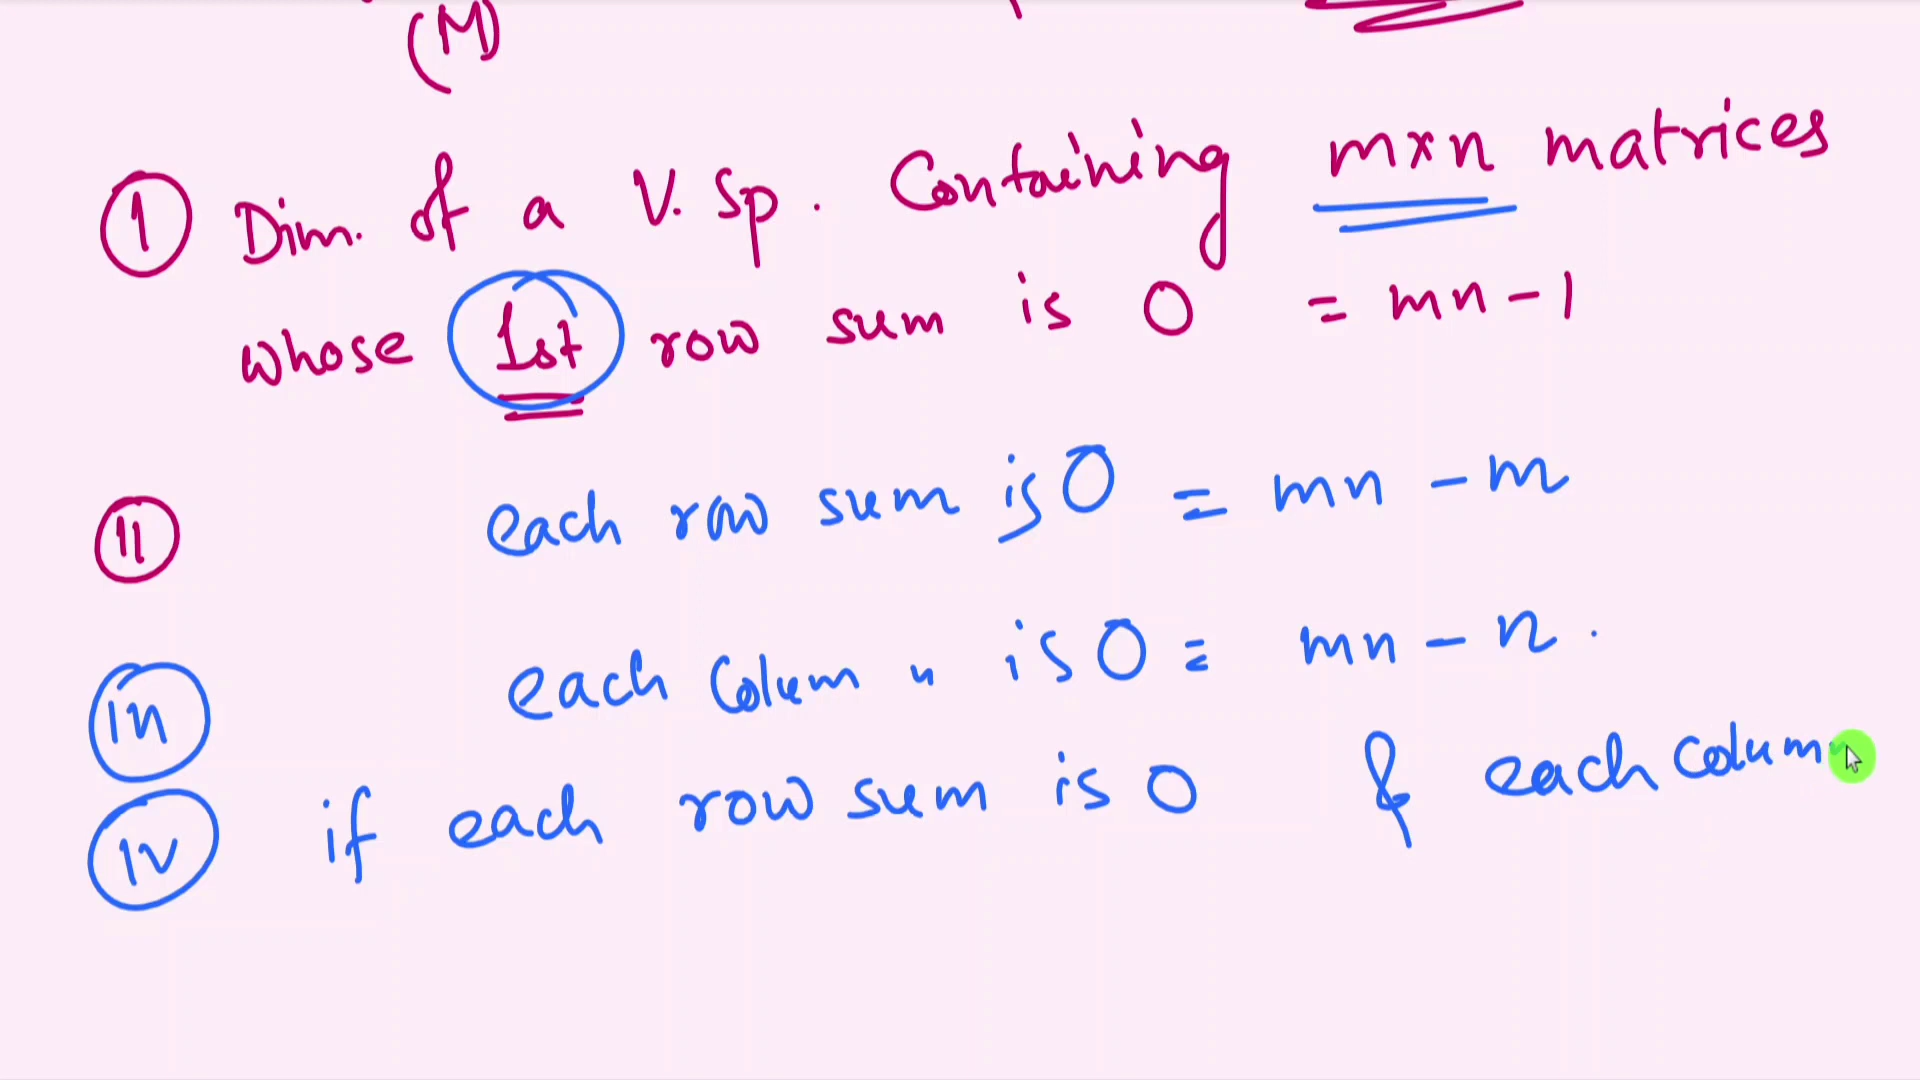 (M)
① Dim. of a V. Sp. Containing m×n matrices
whose 1st row sum is 0 = mn - 1
ⓘⓘ each row sum is 0 = mn - m
ⓘⓘⓘ each Colum n is 0 = mn - n.
ⓘⓥ if each row sum is 0 & each colum